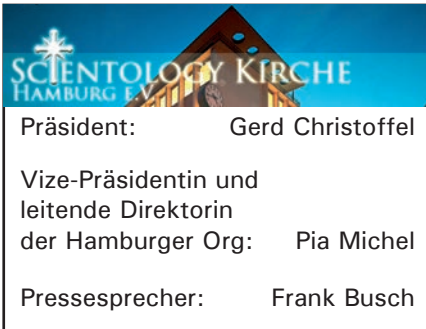 SCIENTOLOGY KIRCHE
HAMBURG E.V.
Präsident: Gerd Christoffel
Vize-Präsidentin und
leitende Direktorin
der Hamburger Org: Pia Michel
Pressesprecher: Frank Busch